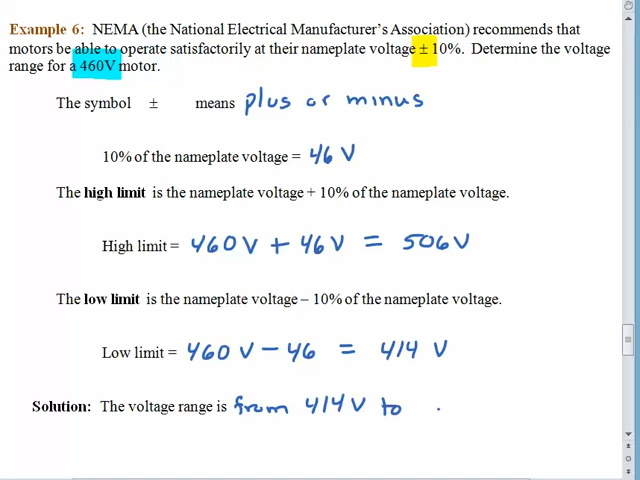 Example 6: NEMA (the National Electrical Manufacturer's Association) recommends that
motors be able to operate satisfactorily at their nameplate voltage ± 10%. Determine the voltage
range for a 460V motor.
The symbol ± means plus or minus
10% of the nameplate voltage = 46 V
The high limit is the nameplate voltage + 10% of the nameplate voltage.
High limit = 460V + 46V = 506V
The low limit is the nameplate voltage – 10% of the nameplate voltage.
Low limit = 460 V – 46 = 414 V
Solution: The voltage range is from 414V to